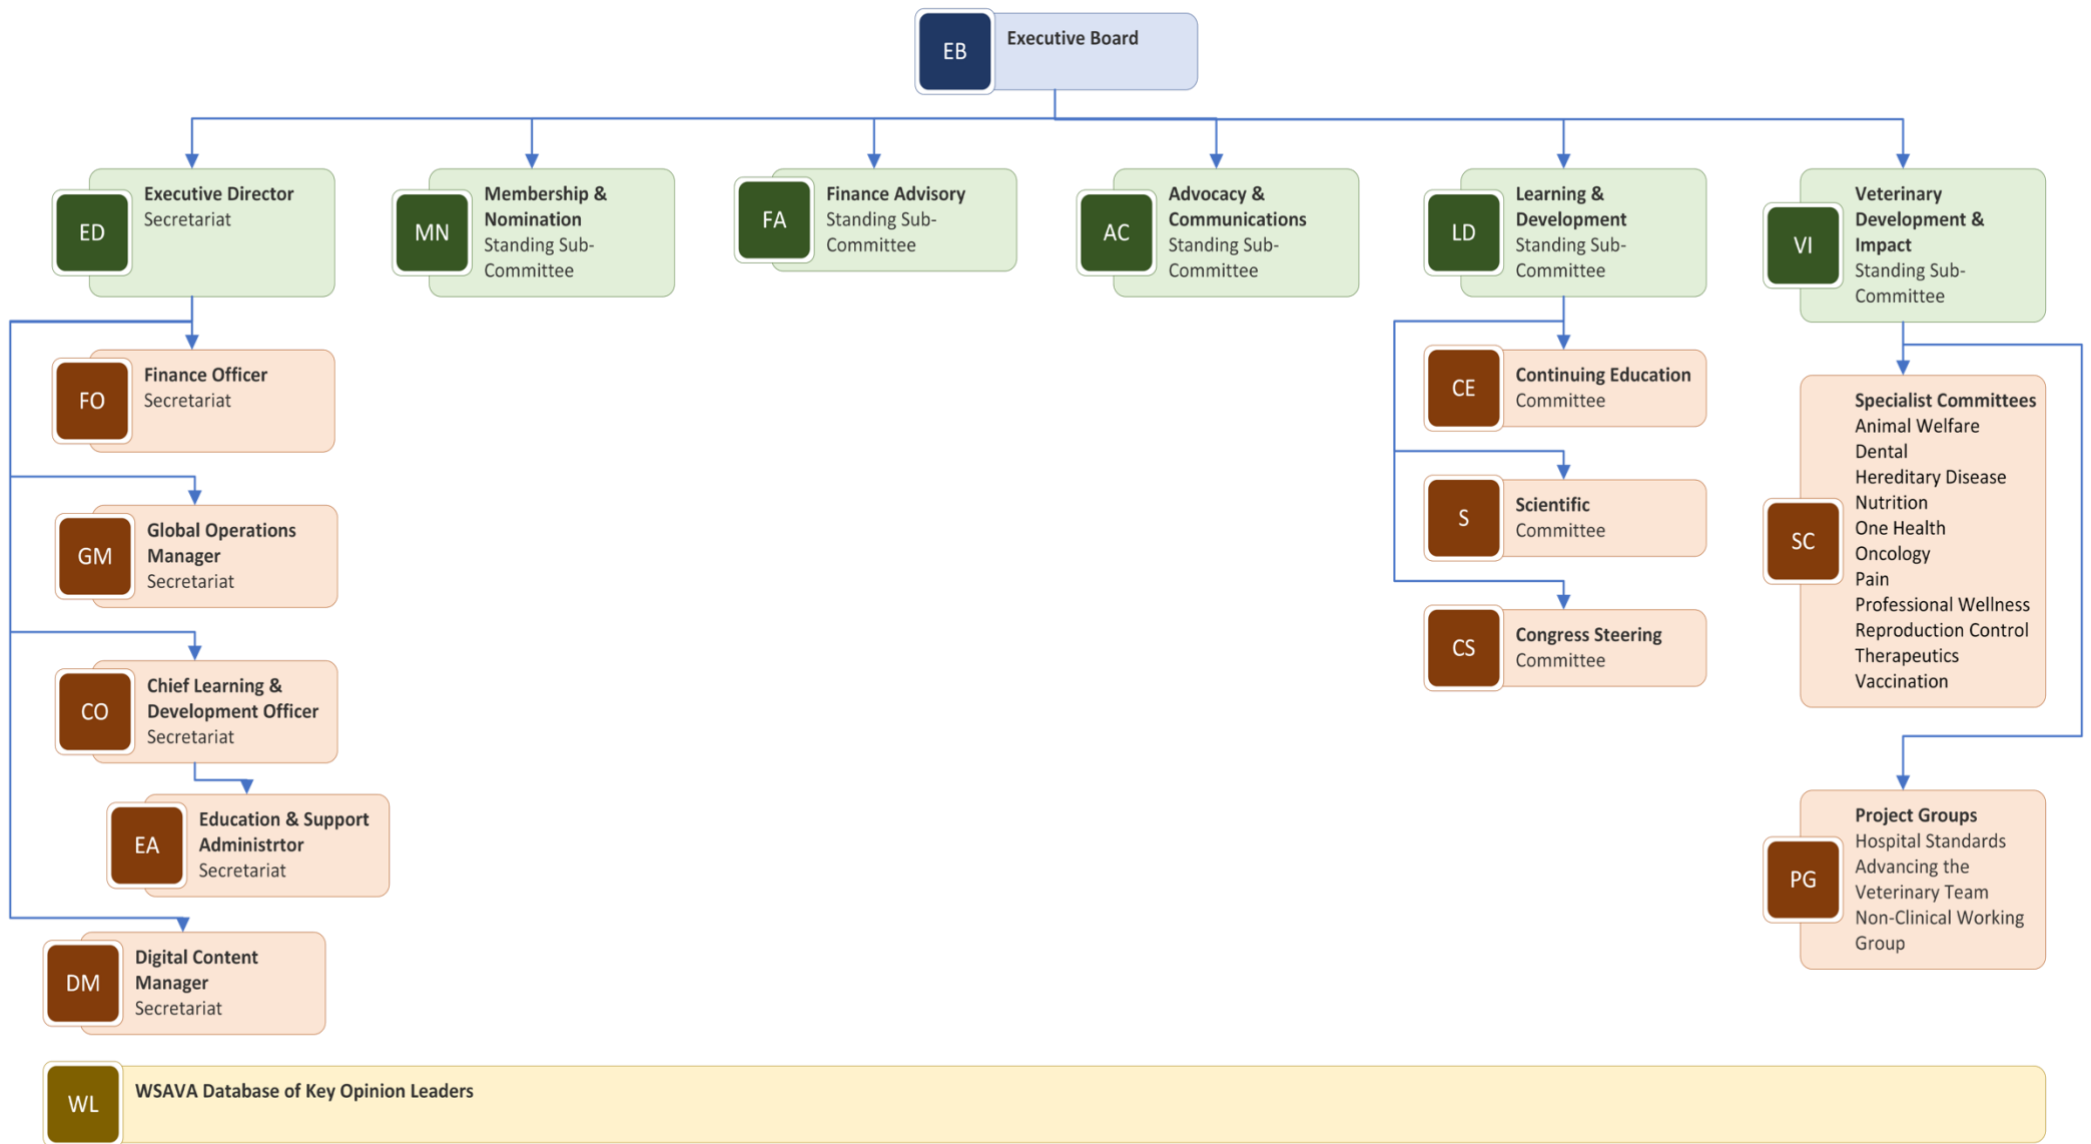 EB
Executive Board
ED
Executive Director
Secretariat
MN
Membership &
Nomination
Standing Sub-
Committee
FA
Finance Advisory
Standing Sub-
Committee
AC
Advocacy &
Communications
Standing Sub-
Committee
LD
Learning &
Development
Standing Sub-
Committee
VI
Veterinary
Development &
Impact
Standing Sub-
Committee
FO
Finance Officer
Secretariat
GM
Global Operations
Manager
Secretariat
CO
Chief Learning &
Development Officer
Secretariat
EA
Education & Support
Administrtor
Secretariat
DM
Digital Content
Manager
Secretariat
CE
Continuing Education
Committee
S
Scientific
Committee
CS
Congress Steering
Committee
SC
Specialist Committees
Animal Welfare
Dental
Hereditary Disease
Nutrition
One Health
Oncology
Pain
Professional Wellness
Reproduction Control
Therapeutics
Vaccination
PG
Project Groups
Hospital Standards
Advancing the
Veterinary Team
Non-Clinical Working
Group
WL
WSAVA Database of Key Opinion Leaders